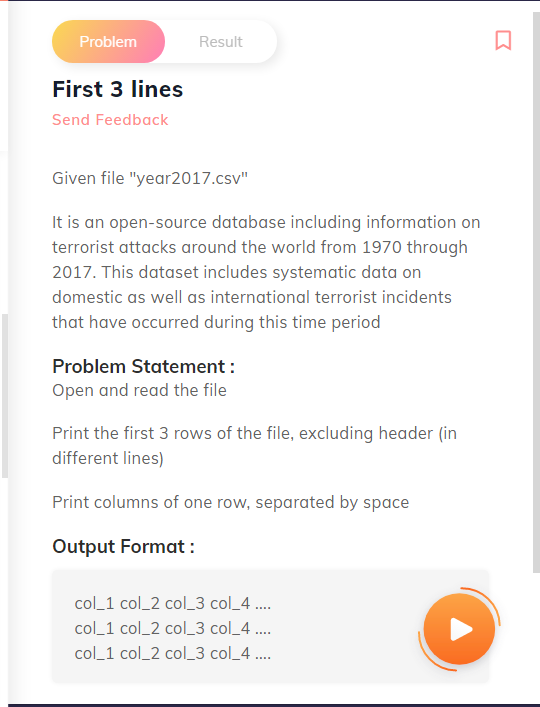 Problem
Result
First 3 lines
Send Feedback
Given file "year2017.csv"
It is an open-source database including information on
terrorist attacks around the world from 1970 through
2017. This dataset includes systematic data on
domestic as well as international terrorist incidents
that have occurred during this time period
Problem Statement :
Open and read the file
Print the first 3 rows of the file, excluding header (in
different lines)
Print columns of one row, separated by space
Output Format :
col_1 col_2 col_3 col_4 ....
col_1 col_2 col_3 col_4 ....
col_1 col_2 col_3 col_4 ....